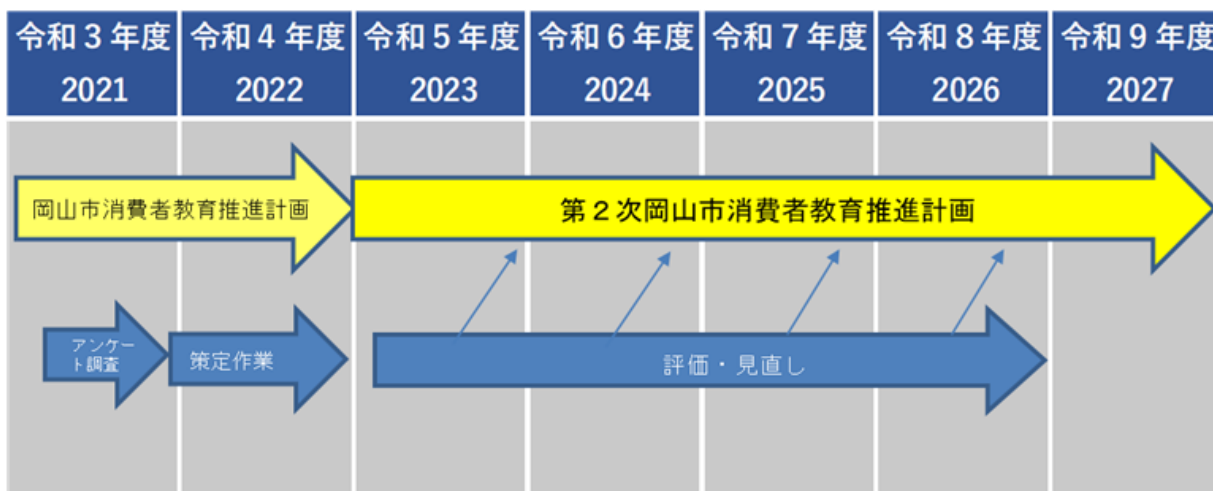 令和３年度 令和４年度 令和５年度 令和６年度 令和７年度 令和８年度 令和９年度
2021 2022 2023 2024 2025 2026 2027
岡山市消費者教育推進計画 第２次岡山市消費者教育推進計画
アンケー
ト調査
策定作業
評価・見直し